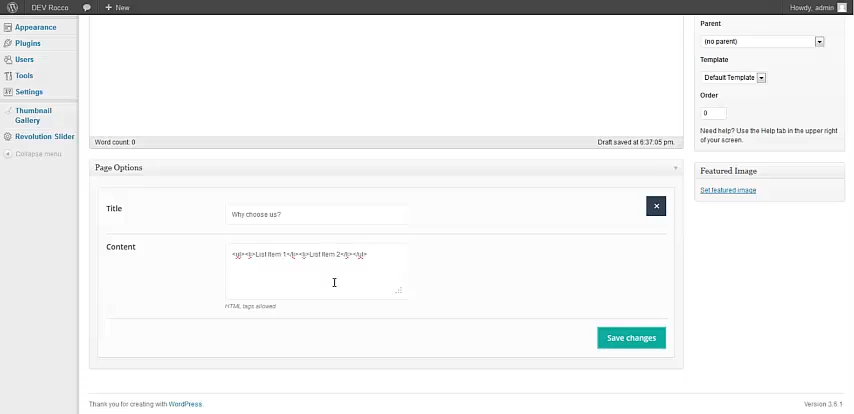 DEV Rocco
New
Howdy, admin
Appearance
Plugins
Users
Tools
Settings
Thumbnail
Gallery
Revolution Slider
Collapse menu
Word count: 0
Draft saved at 6:37:05 pm.
Page Options
Title
Why choose us?
Content
<ul><li>List Item 1</li><li>List Item 2</li></ul>
HTML tags allowed
Save changes
Parent
(no parent)
Template
Default Template
Order
0
Need help? Use the Help tab in the upper right
of your screen.
Featured Image
Set featured image
Thank you for creating with WordPress.
Version 3.6.1